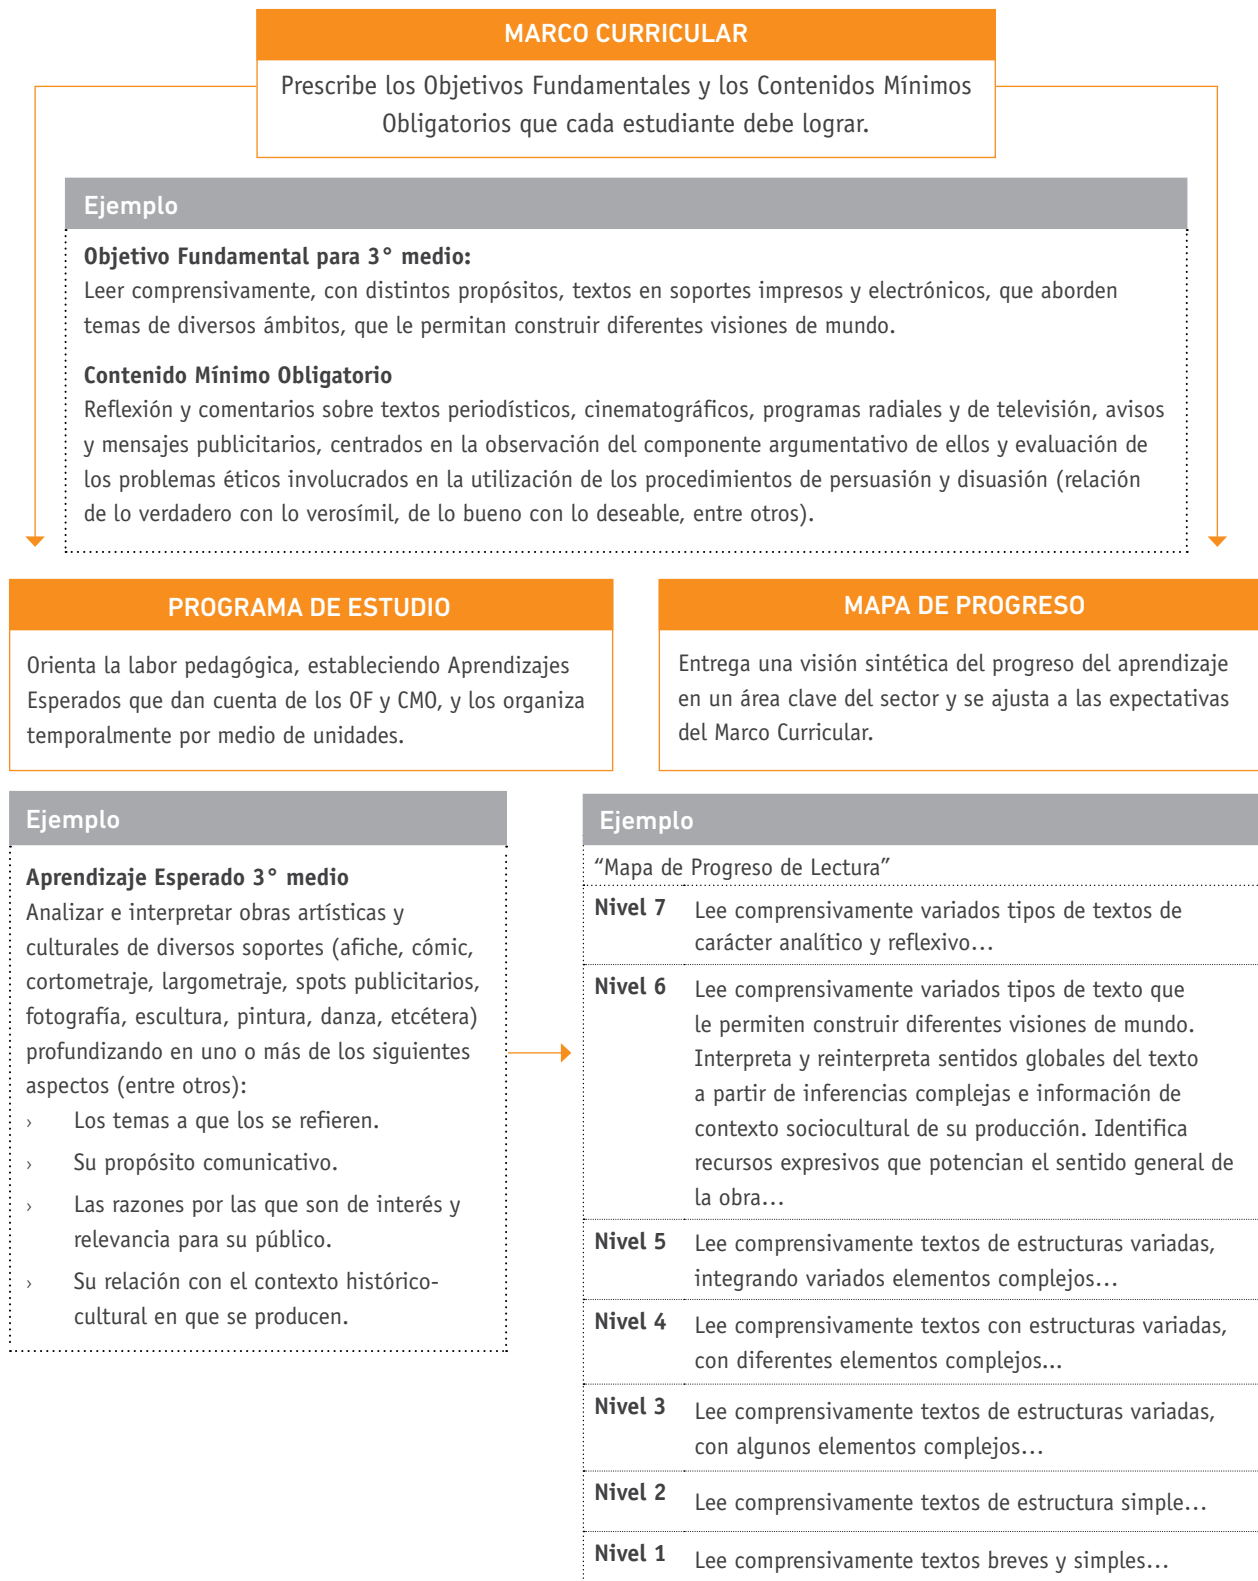 MARCO CURRICULAR
Prescribe los Objetivos Fundamentales y los Contenidos Mínimos
Obligatorios que cada estudiante debe lograr.
Ejemplo
Objetivo Fundamental para 3° medio:
Leer comprensivamente, con distintos propósitos, textos en soportes impresos y electrónicos, que aborden
temas de diversos ámbitos, que le permitan construir diferentes visiones de mundo.
Contenido Mínimo Obligatorio
Reflexión y comentarios sobre textos periodísticos, cinematográficos, programas radiales y de televisión, avisos
y mensajes publicitarios, centrados en la observación del componente argumentativo de ellos y evaluación de
los problemas éticos involucrados en la utilización de los procedimientos de persuasión y disuasión (relación
de lo verdadero con lo verosímil, de lo bueno con lo deseable, entre otros).
PROGRAMA DE ESTUDIO
Orienta la labor pedagógica, estableciendo Aprendizajes
Esperados que dan cuenta de los OF y CMO, y los organiza
temporalmente por medio de unidades.
MAPA DE PROGRESO
Entrega una visión sintética del progreso del aprendizaje
en un área clave del sector y se ajusta a las expectativas
del Marco Curricular.
Ejemplo
Aprendizaje Esperado 3° medio
Analizar e interpretar obras artísticas y
culturales de diversos soportes (afiche, cómic,
cortometraje, largometraje, spots publicitarios,
fotografía, escultura, pintura, danza, etcétera)
profundizando en uno o más de los siguientes
aspectos (entre otros):
› Los temas a que los se refieren.
› Su propósito comunicativo.
› Las razones por las que son de interés y
relevancia para su público.
› Su relación con el contexto histórico-
cultural en que se producen.
Ejemplo
“Mapa de Progreso de Lectura”
Nivel 7 Lee comprensivamente variados tipos de textos de
carácter analítico y reflexivo…
Nivel 6 Lee comprensivamente variados tipos de texto que
le permiten construir diferentes visiones de mundo.
Interpreta y reinterpreta sentidos globales del texto
a partir de inferencias complejas e información de
contexto sociocultural de su producción. Identifica
recursos expresivos que potencian el sentido general de
la obra…
Nivel 5 Lee comprensivamente textos de estructuras variadas,
integrando variados elementos complejos…
Nivel 4 Lee comprensivamente textos con estructuras variadas,
con diferentes elementos complejos...
Nivel 3 Lee comprensivamente textos de estructuras variadas,
con algunos elementos complejos…
Nivel 2 Lee comprensivamente textos de estructura simple…
Nivel 1 Lee comprensivamente textos breves y simples…